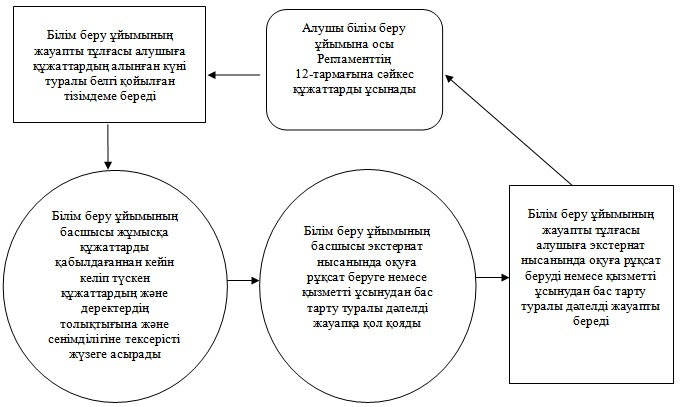 Білім беру ұйымының
жауапты тұлғасы алушыға
құжаттардың алынған күні
туралы белгі қойылған
тізімдеме береді
Алушы білім беру
ұйымына осы
Регламенттің
12-тармағына сәйкес
құжаттарды ұсынады
Білім беру ұйымының
басшысы жұмысқа
құжаттарды
қабылдағаннан кейін
келіп түскен
құжаттардың және
деректердің
толықтығына және
сенімділігіне тексерісті
жүзеге асырады
Білім беру ұйымының
басшысы экстернат
нысанында оқуға
рұқсат беруге немесе
қызметті ұсынудан бас
тарту туралы дәлелді
жауапқа қол қояды
Білім беру ұйымының
жауапты тұлғасы
алушыға экстернат
нысанында оқуға рұқсат
беруді немесе қызметті
ұсынудан бас тарту
туралы дәлелді жауапты
береді